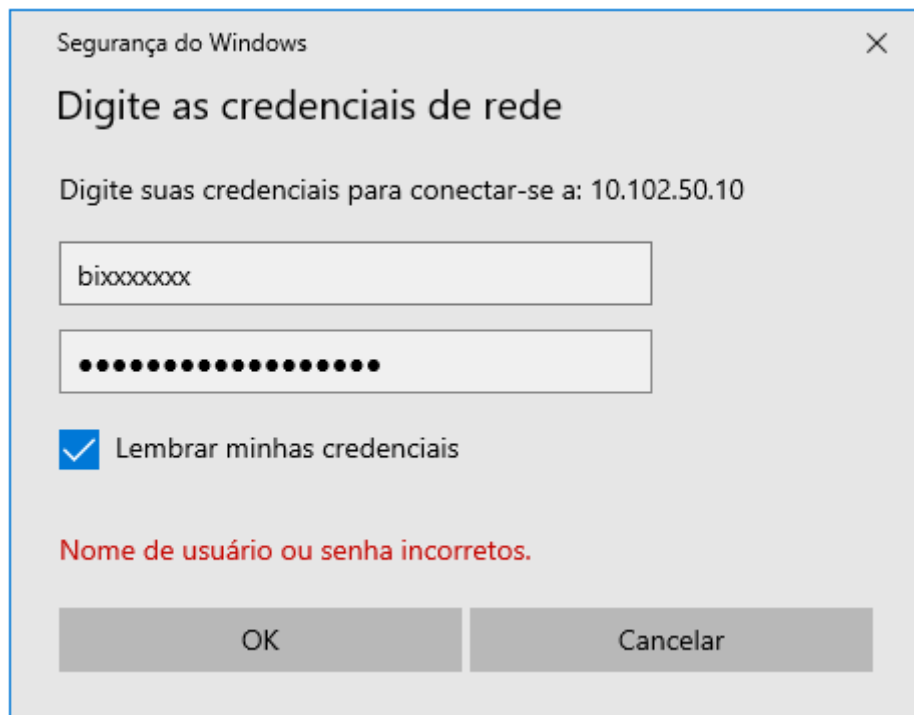 Segurança do Windows
Digite as credenciais de rede
Digite suas credenciais para conectar-se a: 10.102.50.10
bixxxxxxx
●●●●●●●●●●●●●●●●●●
Lembrar minhas credenciais
Nome de usuário ou senha incorretos.
OK
Cancelar